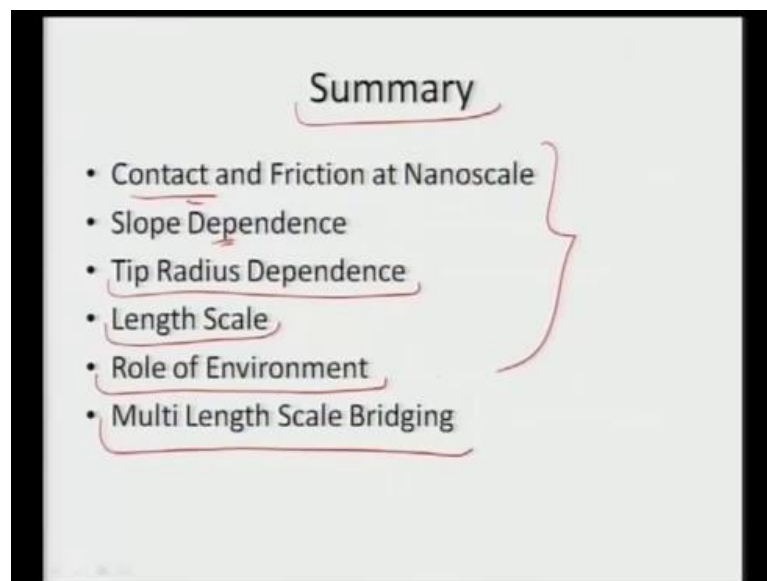 Summary
• Contact and Friction at Nanoscale
• Slope Dependence
• Tip Radius Dependence
• Length Scale
• Role of Environment
• Multi Length Scale Bridging